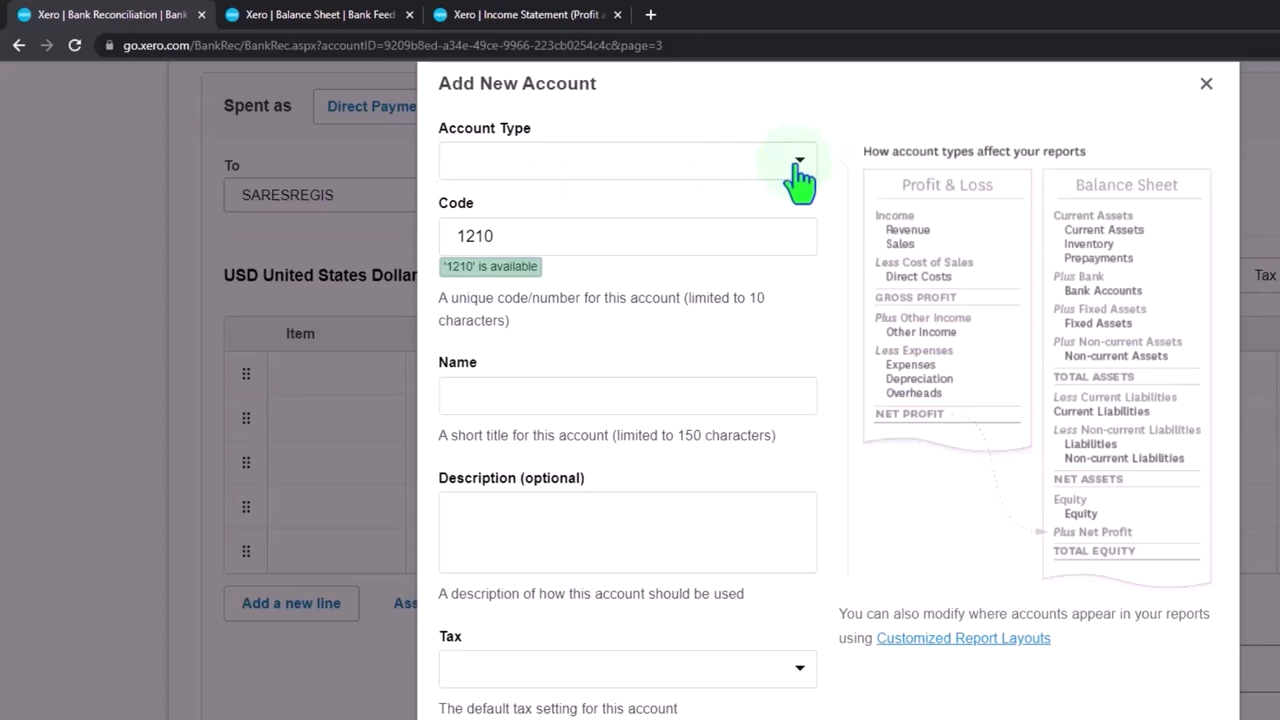 Xero | Bank Reconciliation | Bank
Xero | Balance Sheet | Bank Feed
Xero | Income Statement (Profit a
go.xero.com/BankRec/BankRec.aspx?accountID=9209b8ed-a34e-49ce-9966-223cb0254c4c&page=3
Spent as
Direct Payme
To
SARESREGIS
USD United States Dollar
Tax
Item
Add a new line
Ass
Add New Account
Account Type
Code
1210
'1210' is available
A unique code/number for this account (limited to 10
characters)
Name
A short title for this account (limited to 150 characters)
Description (optional)
A description of how this account should be used
Tax
The default tax setting for this account
How account types affect your reports
Profit & Loss
Income
Revenue
Sales
Less Cost of Sales
Direct Costs
GROSS PROFIT
Plus Other Income
Other Income
Less Expenses
Expenses
Depreciation
Overheads
NET PROFIT
Balance Sheet
Current Assets
Current Assets
Inventory
Prepayments
Plus Bank
Bank Accounts
Plus Fixed Assets
Fixed Assets
Plus Non-current Assets
Non-current Assets
TOTAL ASSETS
Less Current Liabilities
Current Liabilities
Less Non-current Liabilities
Liabilities
Non-current Liabilities
NET ASSETS
Equity
Equity
Plus Net Profit
TOTAL EQUITY
You can also modify where accounts appear in your reports
using Customized Report Layouts